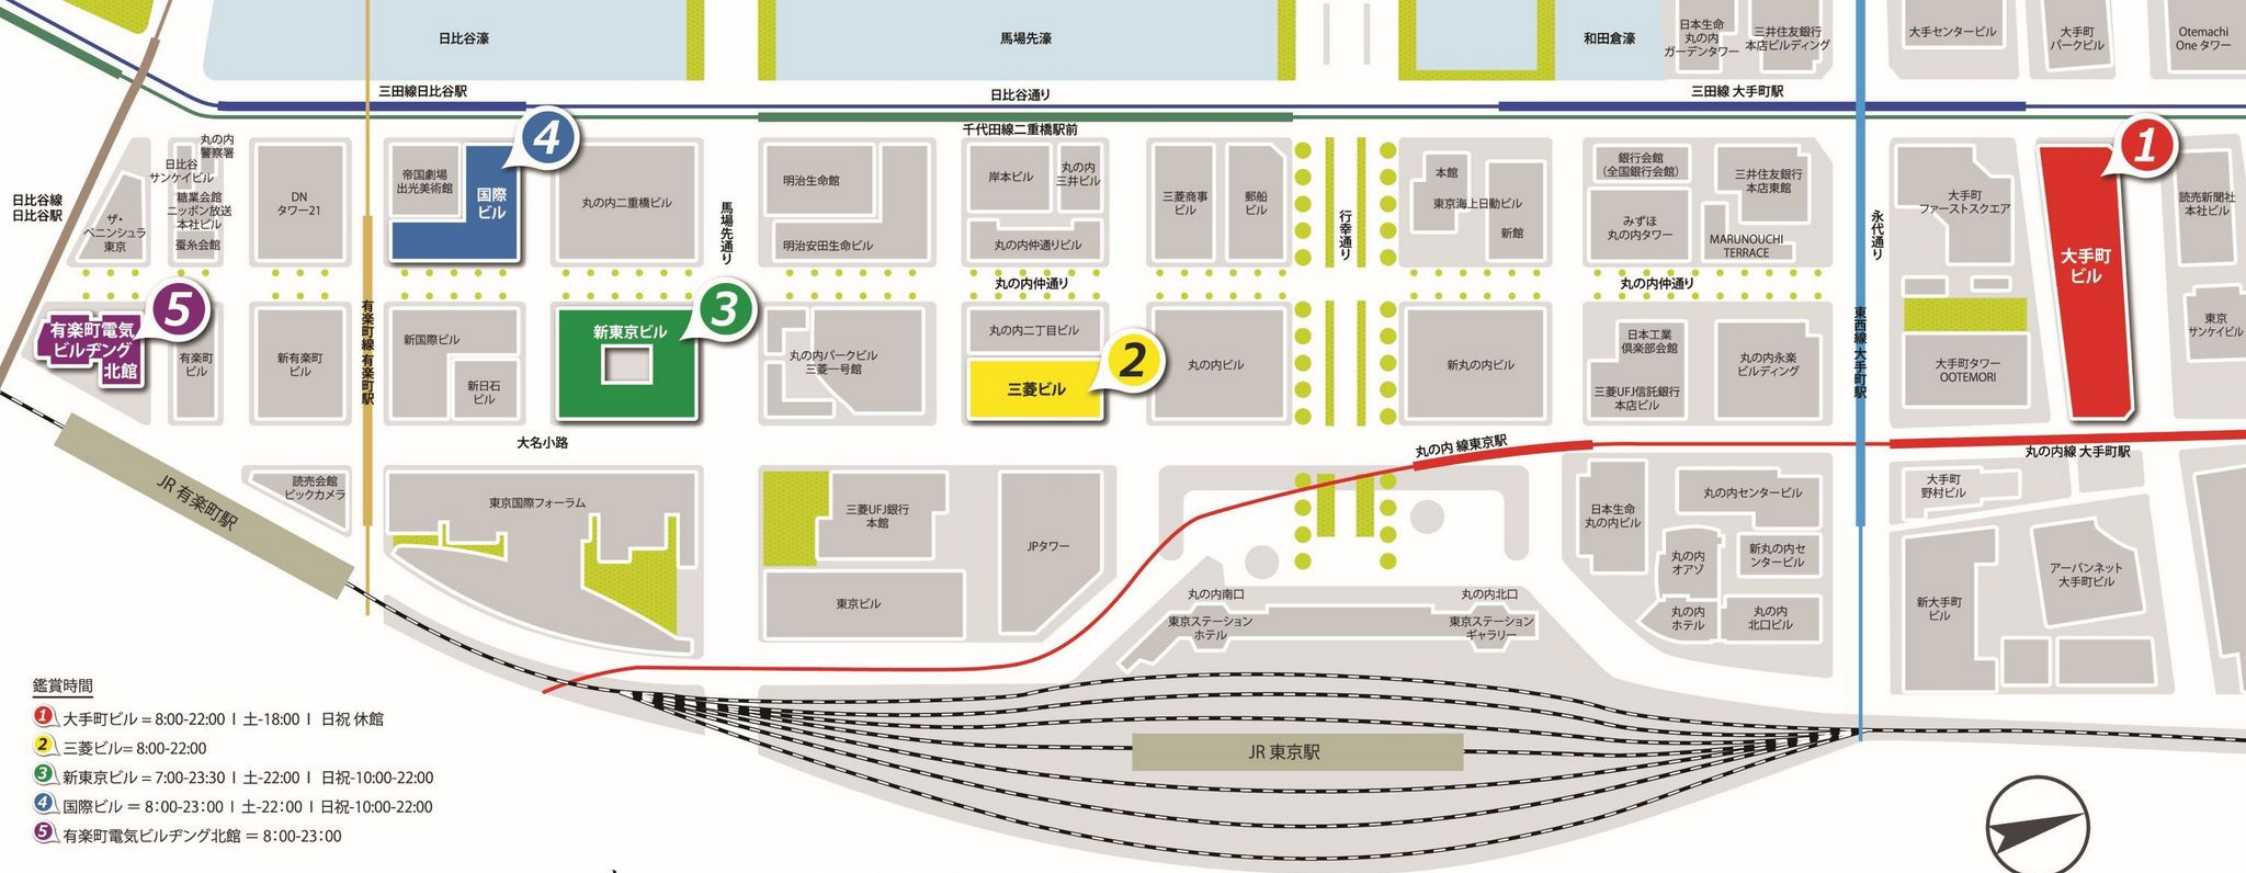 日比谷濠
馬場先濠
和田倉濠
日本生命
丸の内
ガーデンタワー
三井住友銀行
本店ビルディング
大手センタービル
大手町
パークビル
Otemachi
One タワー
三田線日比谷駅
日比谷通り
三田線 大手町駅
千代田線二重橋駅前
日比谷線
日比谷駅
ザ・
ペニンシュラ
東京
丸の内
警察署
日比谷
サンケイビル
糖業会館
ニッポン放送
本社ビル
蚕糸会館
DN
タワー21
帝国劇場
出光美術館
国際
ビル
4
丸の内二重橋ビル
馬場先通り
明治生命館
明治安田生命ビル
岸本ビル
丸の内
三井ビル
丸の内仲通りビル
三菱商事
ビル
郵船
ビル
行幸通り
本館
東京海上日動ビル
新館
銀行会館
(全国銀行会館)
みずほ
丸の内タワー
三井住友銀行
本店東館
MARUNOUCHI
TERRACE
永代通り
大手町
ファーストスクエア
大手町
ビル
1
読売新聞社
本社ビル
丸の内仲通り
丸の内仲通り
有楽町電気
ビルヂング
北館
5
有楽町
ビル
新有楽町
ビル
有楽町線 有楽町駅
新国際ビル
新日石
ビル
新東京ビル
3
丸の内パークビル
三菱一号館
丸の内二丁目ビル
三菱ビル
2
丸の内ビル
新丸の内ビル
日本工業
倶楽部会館
三菱UFJ信託銀行
本店ビル
丸の内永楽
ビルディング
東西線 大手町駅
大手町タワー
OOTEMORI
東京
サンケイビル
大名小路
丸の内 線東京駅
丸の内線 大手町駅
JR 有楽町駅
読売会館
ビックカメラ
東京国際フォーラム
三菱UFJ銀行
本館
東京ビル
JPタワー
丸の内南口
東京ステーション
ホテル
丸の内北口
東京ステーション
ギャラリー
日本生命
丸の内ビル
丸の内センタービル
丸の内
オアゾ
新丸の内セ
ンタービル
丸の内
ホテル
丸の内
北口ビル
大手町
野村ビル
新大手町
ビル
アーバンネット
大手町ビル
JR 東京駅
鑑賞時間
1 大手町ビル = 8:00-22:00 | 土-18:00 | 日祝 休館
2 三菱ビル= 8:00-22:00
3 新東京ビル = 7:00-23:30 | 土-22:00 | 日祝-10:00-22:00
4 国際ビル = 8:00-23:00 | 土-22:00 | 日祝-10:00-22:00
5 有楽町電気ビルヂング北館 = 8:00-23:00